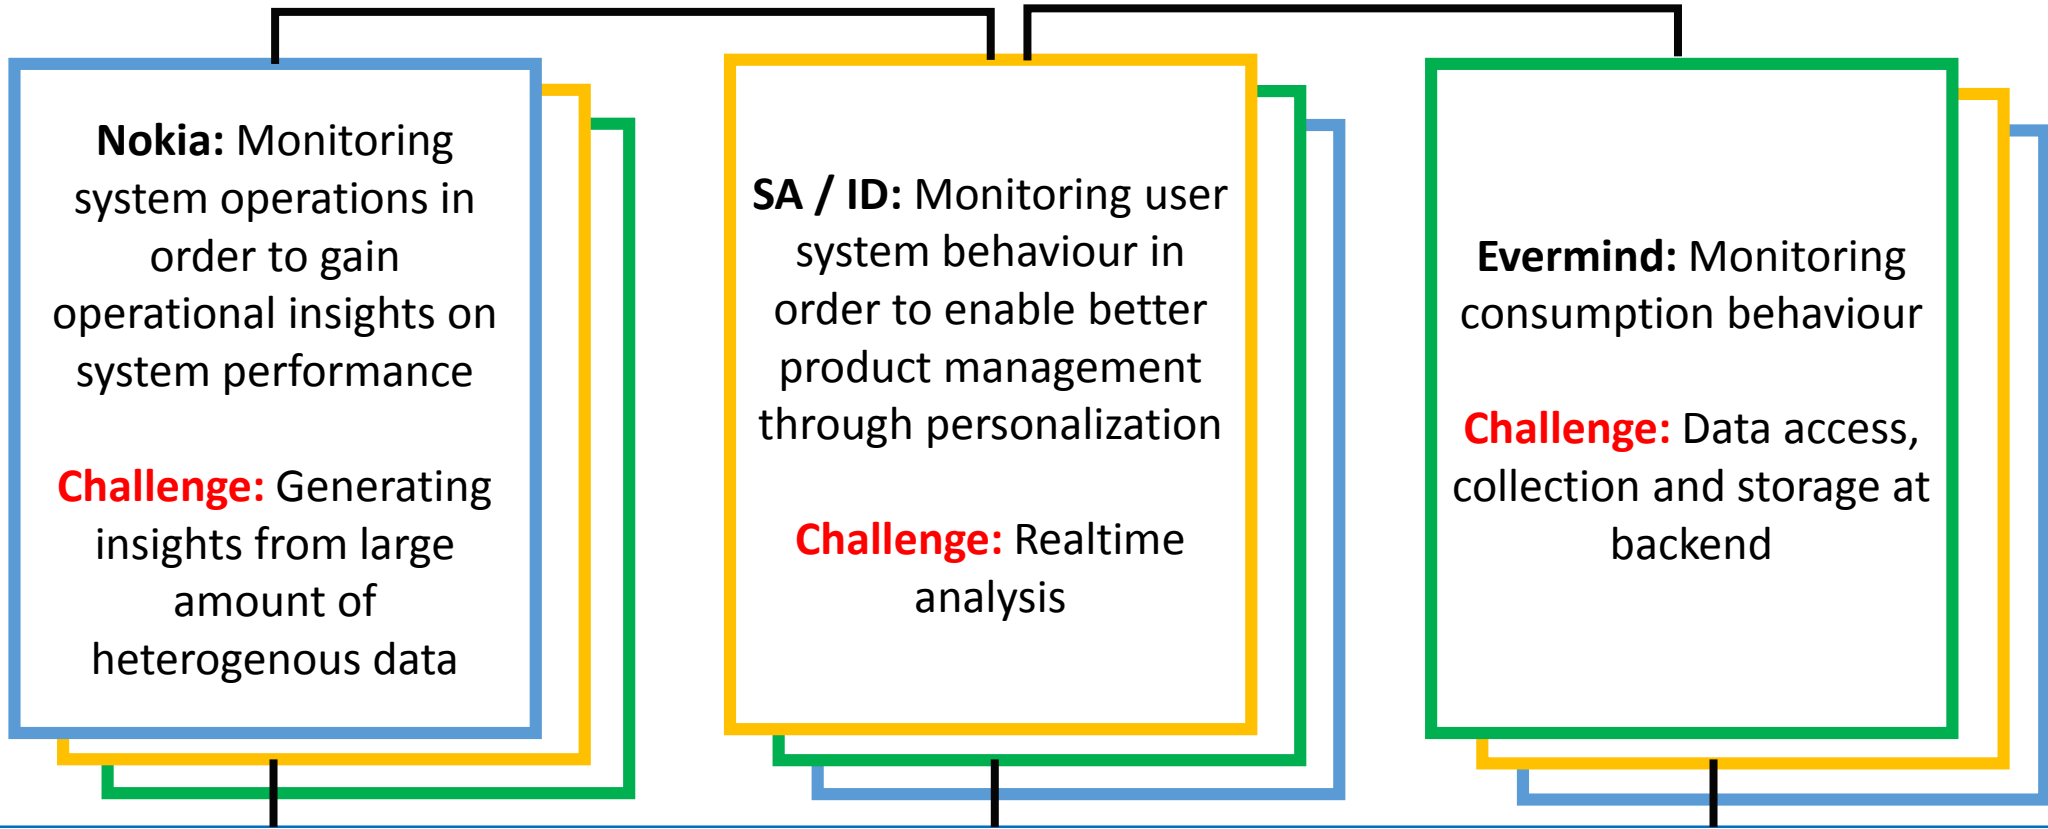 Nokia: Monitoring
system operations in
order to gain
operational insights on
system performance
Challenge: Generating
insights from large
amount of
heterogenous data
SA / ID: Monitoring user
system behaviour in
order to enable better
product management
through personalization
Challenge: Realtime
analysis
Evermind: Monitoring
consumption behaviour
Challenge: Data access,
collection and storage at
backend